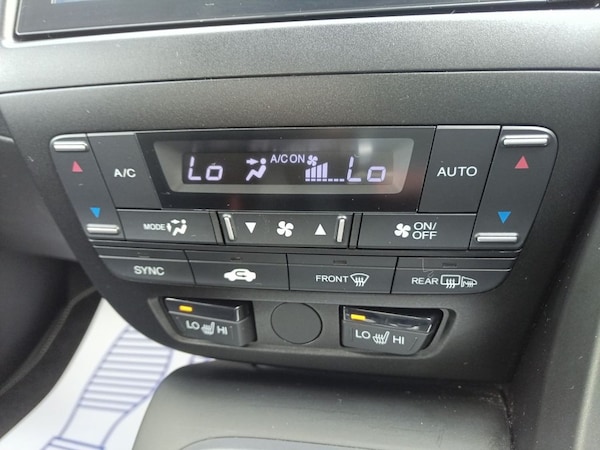 A/C
Lo A/C ON Lo
AUTO
MODE
ON/
OFF
SYNC
FRONT
REAR
LO HI
LO HI